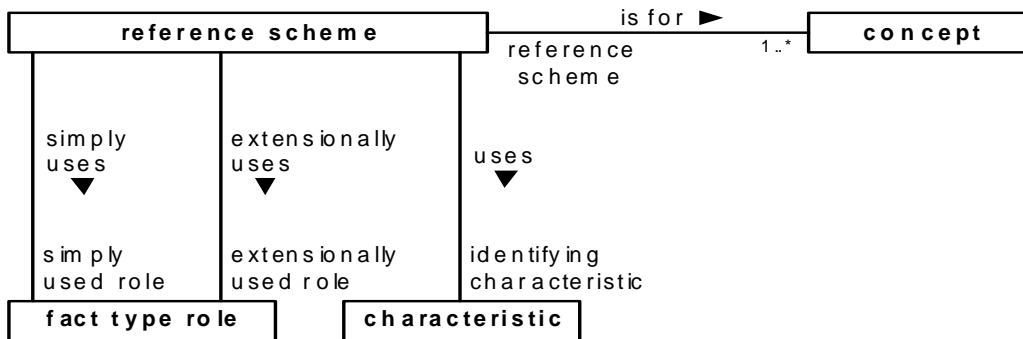 is for ►
reference scheme
concept
reference
scheme
1..*
simply
uses
extensionally
uses
uses
simply
used role
extensionally
used role
identifying
characteristic
fact type role
characteristic